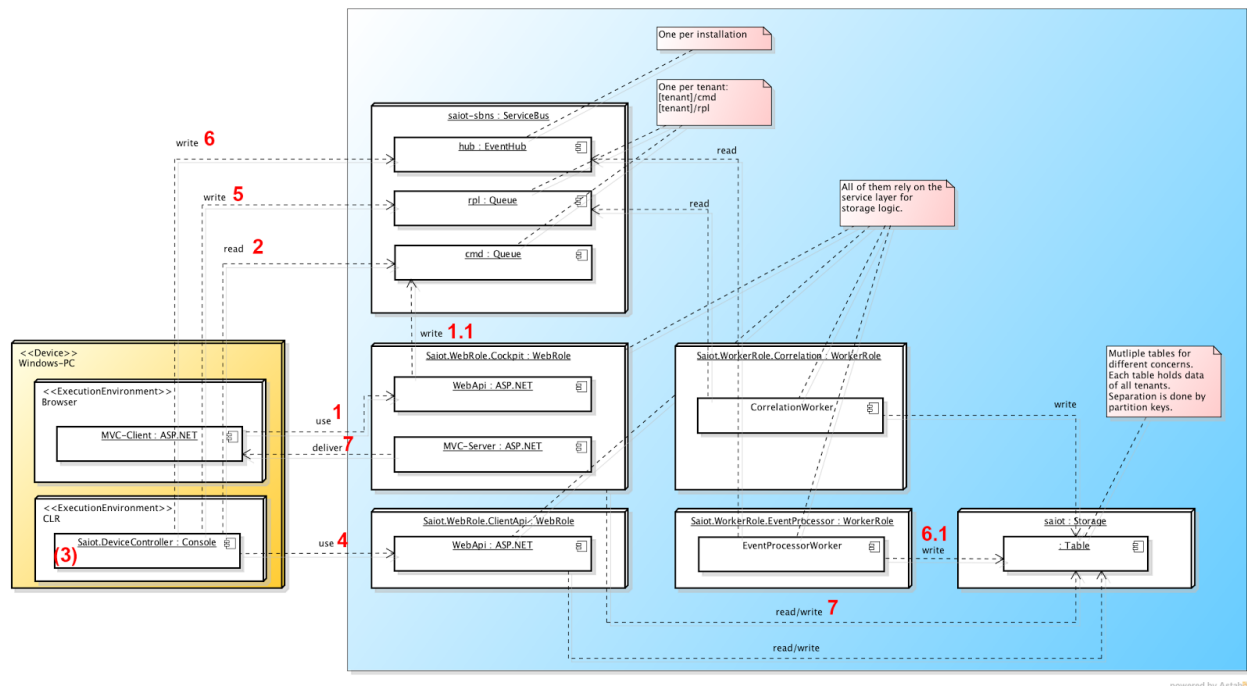 One per installation
One per tenant:
[tenant]/cmd
[tenant]/rpl
saiot-sbns : ServiceBus
hub : EventHub
write 6
read
rpl : Queue
write 5
read
All of them rely on the
service layer for
storage logic.
read 2
cmd : Queue
write 1.1
<<Device>>
Windows-PC
<<ExecutionEnvironment>>
Browser
MVC-Client : ASP.NET
use 1
deliver 7
Saiot.WebRole.Cockpit : WebRole
WebApi : ASP.NET
MVC-Server : ASP.NET
Saiot.WorkerRole.Correlation : WorkerRole
CorrelationWorker
write
Mutliple tables for
different concerns.
Each table holds data
of all tenants.
Separation is done by
partition keys.
<<ExecutionEnvironment>>
CLR
Saiot.DeviceController : Console
(3)
use 4
Saiot.WebRole.ClientApi : WebRole
WebApi : ASP.NET
Saiot.WorkerRole.EventProcessor : WorkerRole
EventProcessorWorker
6.1
write
saiot : Storage
: Table
read/write 7
read/write